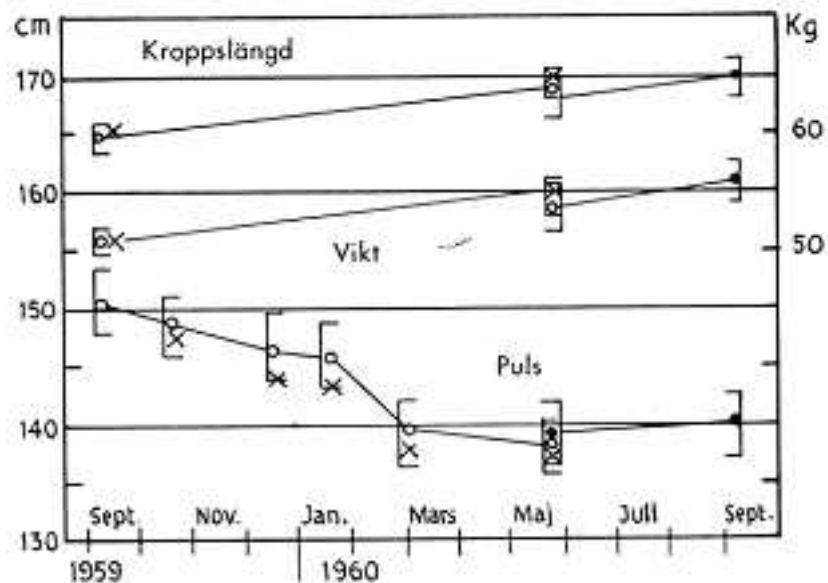 cm Kg
Kroppslängd
170
60
160
Vikt 50
150
Puls
140
Sept. Nov. Jan. Mars Maj Juli Sept.
130
1959 1960